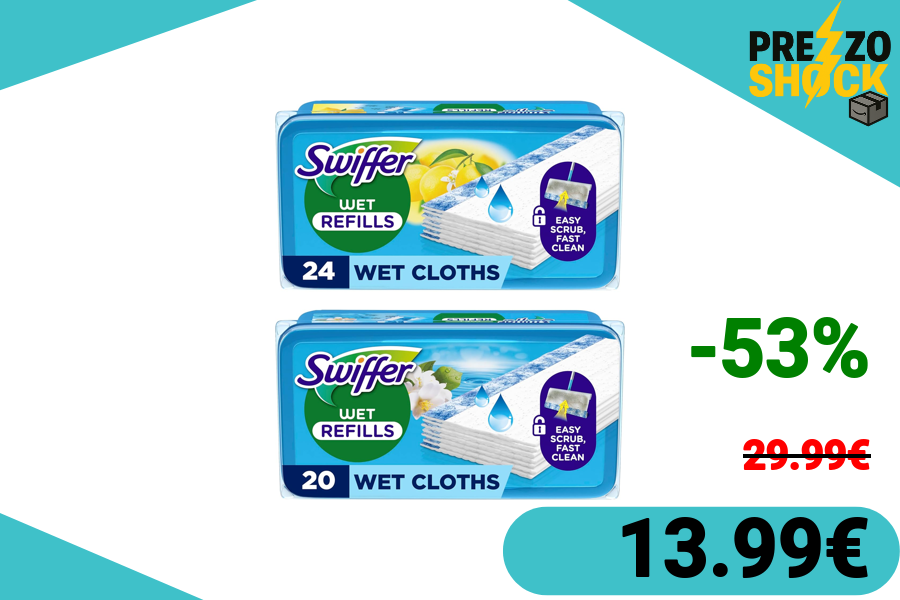 PREZZO
SHOCK
Swiffer
WET
REFILLS
EASY
SCRUB,
FAST
CLEAN
24 WET CLOTHS
Swiffer
WET
REFILLS
EASY
SCRUB,
FAST
CLEAN
20 WET CLOTHS
-53%
29.99€
13.99€